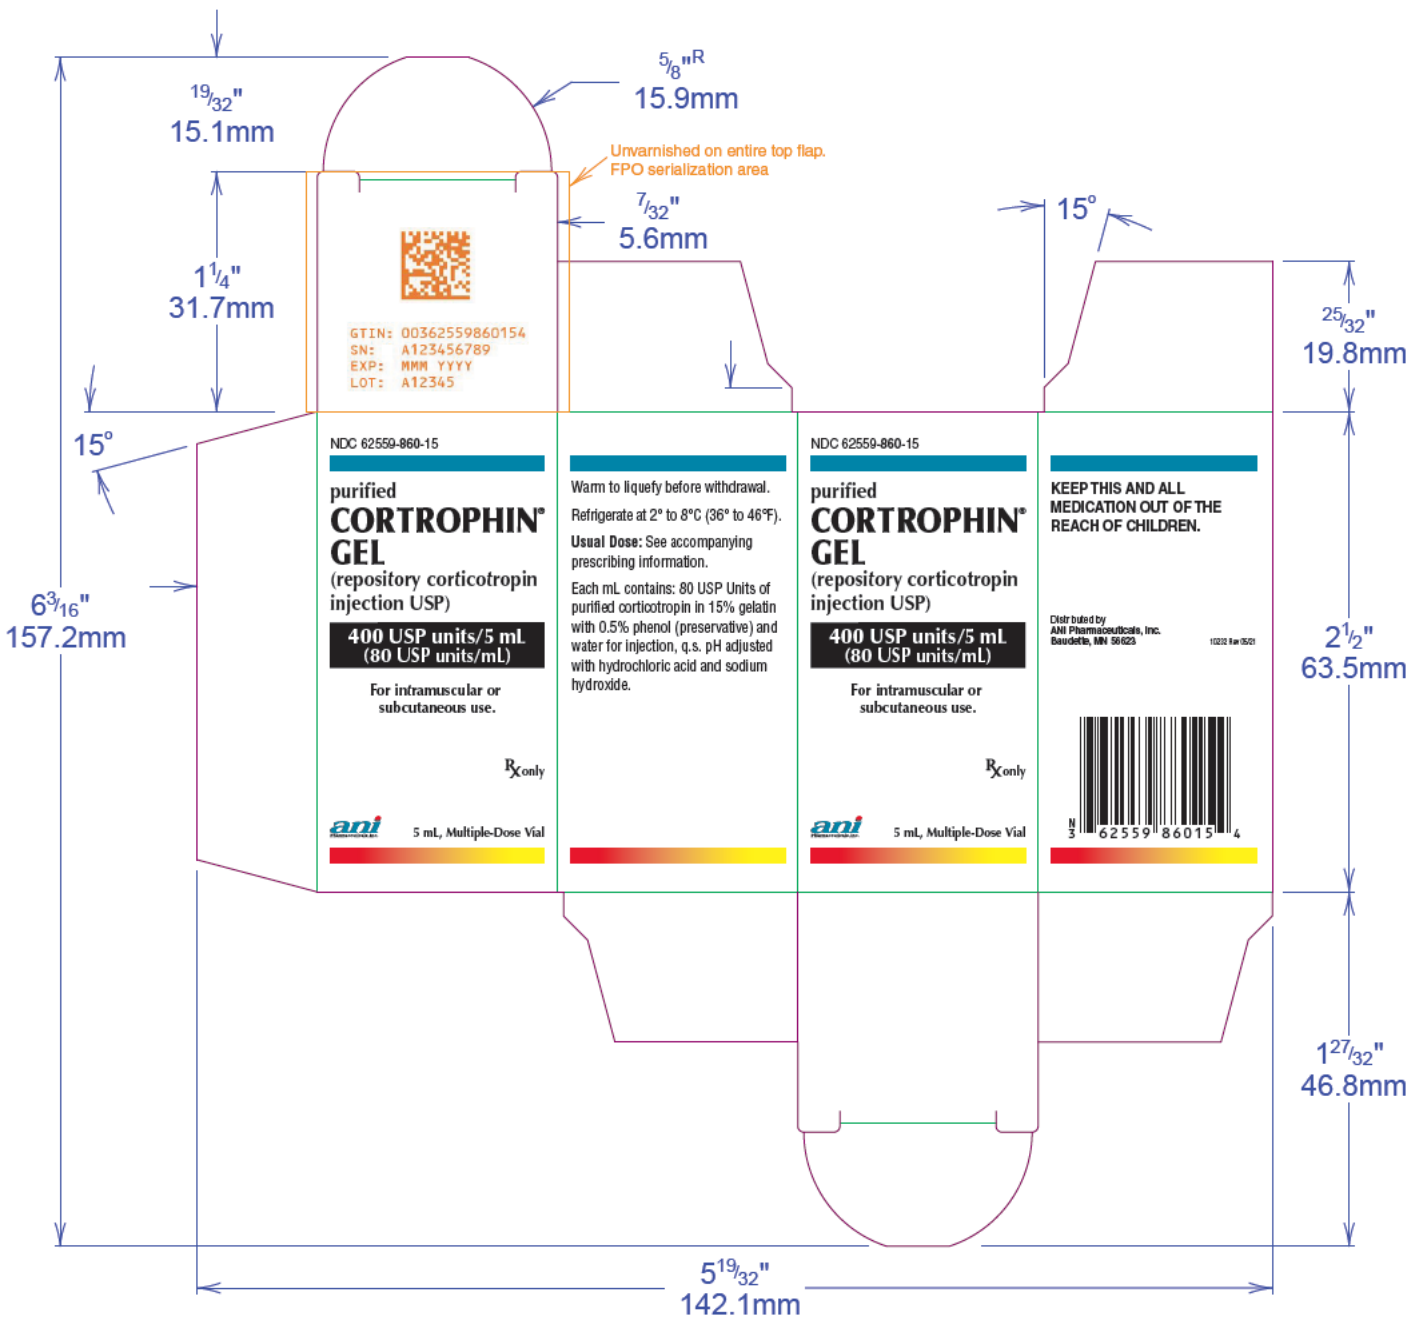 19/32"
15.1mm
5/8"R
15.9mm
Unvarnished on entire top flap.
FPO serialization area
7/32"
5.6mm
15°
1 1/4"
31.7mm
25/32"
19.8mm
GTIN: 00362559860154
SN: A123456789
EXP: MMM YYYY
LOT: A12345
15°
NDC 62559-860-15
purified
CORTROPHIN®
GEL
(repository corticotropin
injection USP)
400 USP units/5 mL
(80 USP units/mL)
For intramuscular or
subcutaneous use.
Rx only
ani
5 mL, Multiple-Dose Vial
Warm to liquefy before withdrawal.
Refrigerate at 2° to 8°C (36° to 46°F).
Usual Dose: See accompanying
prescribing information.
Each mL contains: 80 USP Units of
purified corticotropin in 15% gelatin
with 0.5% phenol (preservative) and
water for injection, q.s. pH adjusted
with hydrochloric acid and sodium
hydroxide.
NDC 62559-860-15
purified
CORTROPHIN®
GEL
(repository corticotropin
injection USP)
400 USP units/5 mL
(80 USP units/mL)
For intramuscular or
subcutaneous use.
Rx only
ani
5 mL, Multiple-Dose Vial
KEEP THIS AND ALL
MEDICATION OUT OF THE
REACH OF CHILDREN.
Distr buted by
ANI Pharmaceuticals, Inc.
Baudette, MN 56623
10232 Rev 05/21
N
3 62559 86015 4
6 3/16"
157.2mm
2 1/2"
63.5mm
1 27/32"
46.8mm
5 19/32"
142.1mm